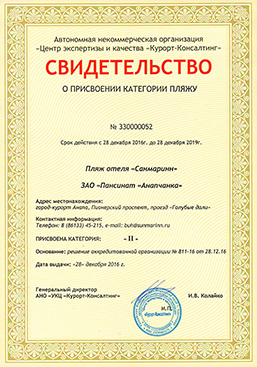 Автономная некоммерческая организация
«Центр экспертизы и качества «Курорт-Консалтинг»
СВИДЕТЕЛЬСТВО
О ПРИСВОЕНИИ КАТЕГОРИИ ПЛЯЖУ
№ 330000052
Срок действия с 28 декабря 2016г. до 28 декабря 2019г.
Пляж отеля «Санмаринн»
ЗАО «Пансинат «Анапчанка»
Адрес местонахождения:
город-курорт Анапа, Пионерский проспект, проезд «Голубые дали»
Контактная информация:
Телефон: 8 (86133) 45-215, e-mail: buh@sunmarinn.ru
ПРИСВОЕНА КАТЕГОРИЯ: - II -
Основание: решение аккредитованной организации № 811-16 от 28.12.16
Дата выдачи: «28» декабря 2016 г.
Генеральный директор
АНО «УКЦ «Курорт-Консалтинг»
И.В. Колайко
М.П.